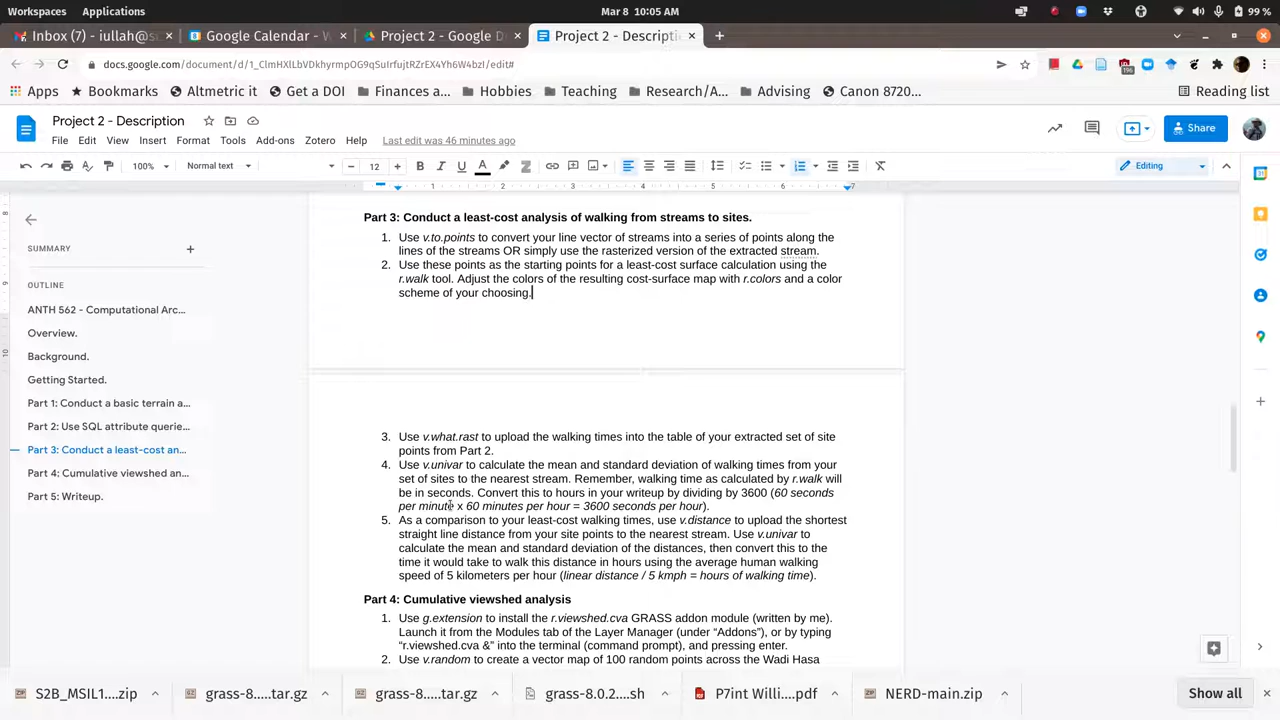 Workspaces Applications Mar 8 10:05 AM 99 %
Inbox (7) - iullah@s Google Calendar - W Project 2 - Google D Project 2 - Descripti
docs.google.com/document/d/1_ClmHXlLbVDkhyrmpOG9qSuIrfujtRZrEX4Yh6W4bzI/edit#
Apps Bookmarks Altmetric it Get a DOI Finances a... Hobbies Teaching Research/A... Advising Canon 8720... Reading list
Project 2 - Description
File Edit View Insert Format Tools Add-ons Zotero Help Last edit was 46 minutes ago
Share
100% Normal text 12 Editing
1 2 3 4 5 6 7
Part 3: Conduct a least-cost analysis of walking from streams to sites.
1. Use v.to.points to convert your line vector of streams into a series of points along the
lines of the streams OR simply use the rasterized version of the extracted stream.
2. Use these points as the starting points for a least-cost surface calculation using the
r.walk tool. Adjust the colors of the resulting cost-surface map with r.colors and a color
scheme of your choosing.
SUMMARY
OUTLINE
ANTH 562 - Computational Arc...
Overview.
Background.
Getting Started.
Part 1: Conduct a basic terrain a...
Part 2: Use SQL attribute querie...
Part 3: Conduct a least-cost an...
Part 4: Cumulative viewshed an...
Part 5: Writeup.
3. Use v.what.rast to upload the walking times into the table of your extracted set of site
points from Part 2.
4. Use v.univar to calculate the mean and standard deviation of walking times from your
set of sites to the nearest stream. Remember, walking time as calculated by r.walk will
be in seconds. Convert this to hours in your writeup by dividing by 3600 (60 seconds
per minute x 60 minutes per hour = 3600 seconds per hour).
5. As a comparison to your least-cost walking times, use v.distance to upload the shortest
straight line distance from your site points to the nearest stream. Use v.univar to
calculate the mean and standard deviation of the distances, then convert this to the
time it would take to walk this distance in hours using the average human walking
speed of 5 kilometers per hour (linear distance / 5 kmph = hours of walking time).
Part 4: Cumulative viewshed analysis
1. Use g.extension to install the r.viewshed.cva GRASS addon module (written by me).
Launch it from the Modules tab of the Layer Manager (under “Addons”), or by typing
“r.viewshed.cva &” into the terminal (command prompt), and pressing enter.
2. Use v.random to create a vector map of 100 random points across the Wadi Hasa
S2B_MSIL1....zip grass-8.....tar.gz grass-8.....tar.gz grass-8.0.2....sh P7int Willi....pdf NERD-main.zip Show all